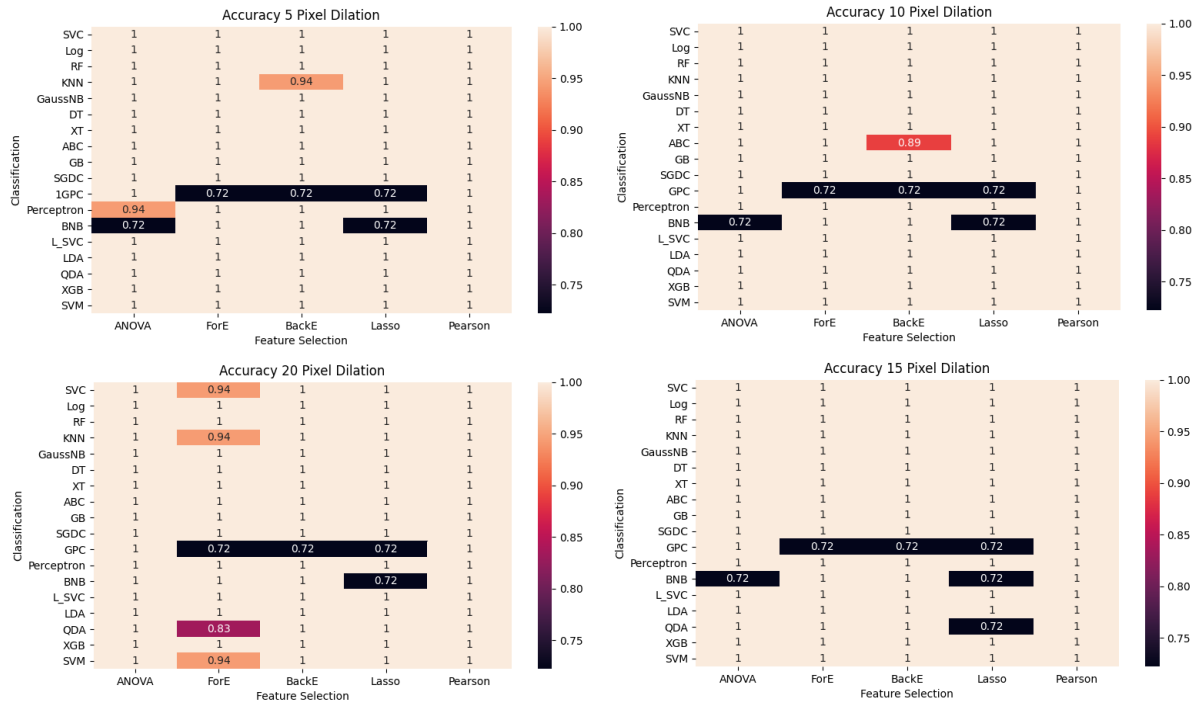 Accuracy 5 Pixel Dilation
Classification
SVC 1 1 1 1 1
Log 1 1 1 1 1
RF 1 1 1 1 1
KNN 1 1 0.94 1 1
GaussNB 1 1 1 1 1
DT 1 1 1 1 1
XT 1 1 1 1 1
ABC 1 1 1 1 1
GB 1 1 1 1 1
SGDC 1 1 1 1 1
1GPC 1 0.72 0.72 0.72 1
Perceptron 0.94 1 1 1 1
BNB 0.72 1 1 0.72 1
L_SVC 1 1 1 1 1
LDA 1 1 1 1 1
QDA 1 1 1 1 1
XGB 1 1 1 1 1
SVM 1 1 1 1 1
ANOVA ForE BackE Lasso Pearson
Feature Selection
1.00
0.95
0.90
0.85
0.80
0.75
Accuracy 10 Pixel Dilation
Classification
SVC 1 1 1 1 1
Log 1 1 1 1 1
RF 1 1 1 1 1
KNN 1 1 1 1 1
GaussNB 1 1 1 1 1
DT 1 1 1 1 1
XT 1 1 1 1 1
ABC 1 1 0.89 1 1
GB 1 1 1 1 1
SGDC 1 1 1 1 1
GPC 1 0.72 0.72 0.72 1
Perceptron 1 1 1 1 1
BNB 0.72 1 1 0.72 1
L_SVC 1 1 1 1 1
LDA 1 1 1 1 1
QDA 1 1 1 1 1
XGB 1 1 1 1 1
SVM 1 1 1 1 1
ANOVA ForE BackE Lasso Pearson
Feature Selection
1.00
0.95
0.90
0.85
0.80
0.75
Accuracy 20 Pixel Dilation
Classification
SVC 1 0.94 1 1 1
Log 1 1 1 1 1
RF 1 1 1 1 1
KNN 1 0.94 1 1 1
GaussNB 1 1 1 1 1
DT 1 1 1 1 1
XT 1 1 1 1 1
ABC 1 1 1 1 1
GB 1 1 1 1 1
SGDC 1 1 1 1 1
GPC 1 0.72 0.72 0.72 1
Perceptron 1 1 1 1 1
BNB 1 1 1 0.72 1
L_SVC 1 1 1 1 1
LDA 1 1 1 1 1
QDA 1 0.83 1 1 1
XGB 1 1 1 1 1
SVM 1 0.94 1 1 1
ANOVA ForE BackE Lasso Pearson
Feature Selection
1.00
0.95
0.90
0.85
0.80
0.75
Accuracy 15 Pixel Dilation
Classification
SVC 1 1 1 1 1
Log 1 1 1 1 1
RF 1 1 1 1 1
KNN 1 1 1 1 1
GaussNB 1 1 1 1 1
DT 1 1 1 1 1
XT 1 1 1 1 1
ABC 1 1 1 1 1
GB 1 1 1 1 1
SGDC 1 1 1 1 1
GPC 1 0.72 0.72 0.72 1
Perceptron 1 1 1 1 1
BNB 0.72 1 1 0.72 1
L_SVC 1 1 1 1 1
LDA 1 1 1 1 1
QDA 1 1 1 0.72 1
XGB 1 1 1 1 1
SVM 1 1 1 1 1
ANOVA ForE BackE Lasso Pearson
Feature Selection
1.00
0.95
0.90
0.85
0.80
0.75